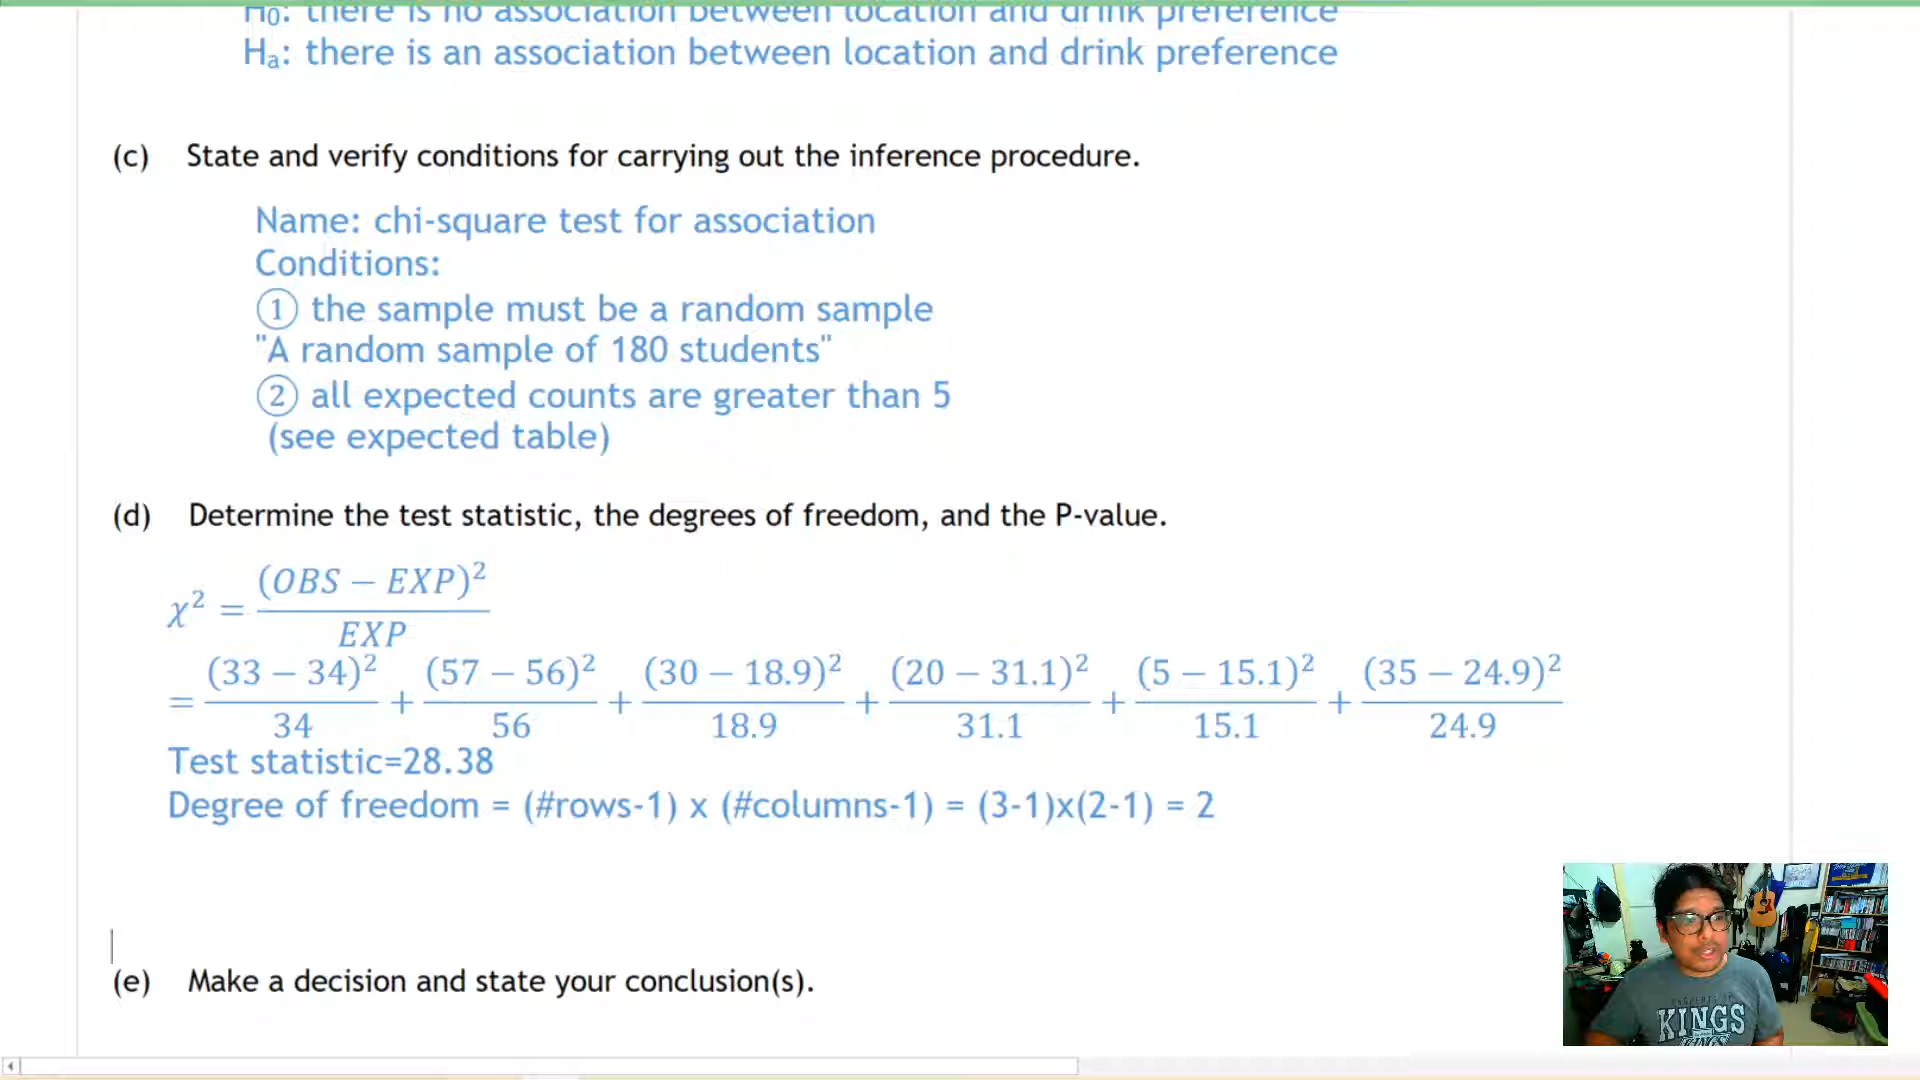 H₀: there is no association between location and drink preference
Hₐ: there is an association between location and drink preference
(c) State and verify conditions for carrying out the inference procedure.
Name: chi-square test for association
Conditions:
① the sample must be a random sample
"A random sample of 180 students"
② all expected counts are greater than 5
(see expected table)
(d) Determine the test statistic, the degrees of freedom, and the P-value.
χ² = (OBS − EXP)² / EXP
= (33 − 34)² / 34 + (57 − 56)² / 56 + (30 − 18.9)² / 18.9 + (20 − 31.1)² / 31.1 + (5 − 15.1)² / 15.1 + (35 − 24.9)² / 24.9
Test statistic=28.38
Degree of freedom = (#rows-1) x (#columns-1) = (3-1)x(2-1) = 2
(e) Make a decision and state your conclusion(s).
KINGS